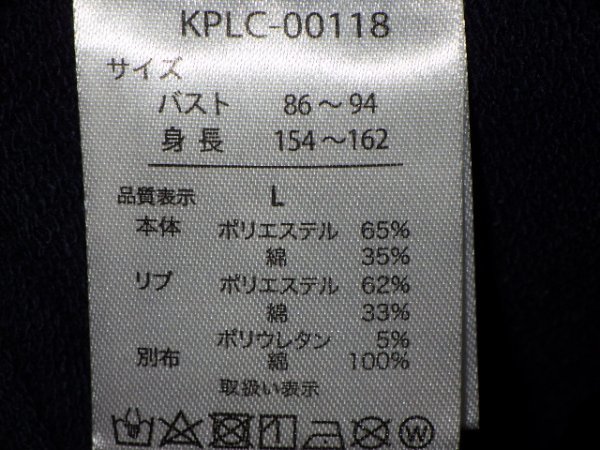 KPLC-00118
サイズ
バスト 86～94
身長 154～162
品質表示 L
本体 ポリエステル 65%
綿 35%
リブ ポリエステル 62%
綿 33%
ポリウレタン 5%
別布 綿 100%
取扱い表示
W